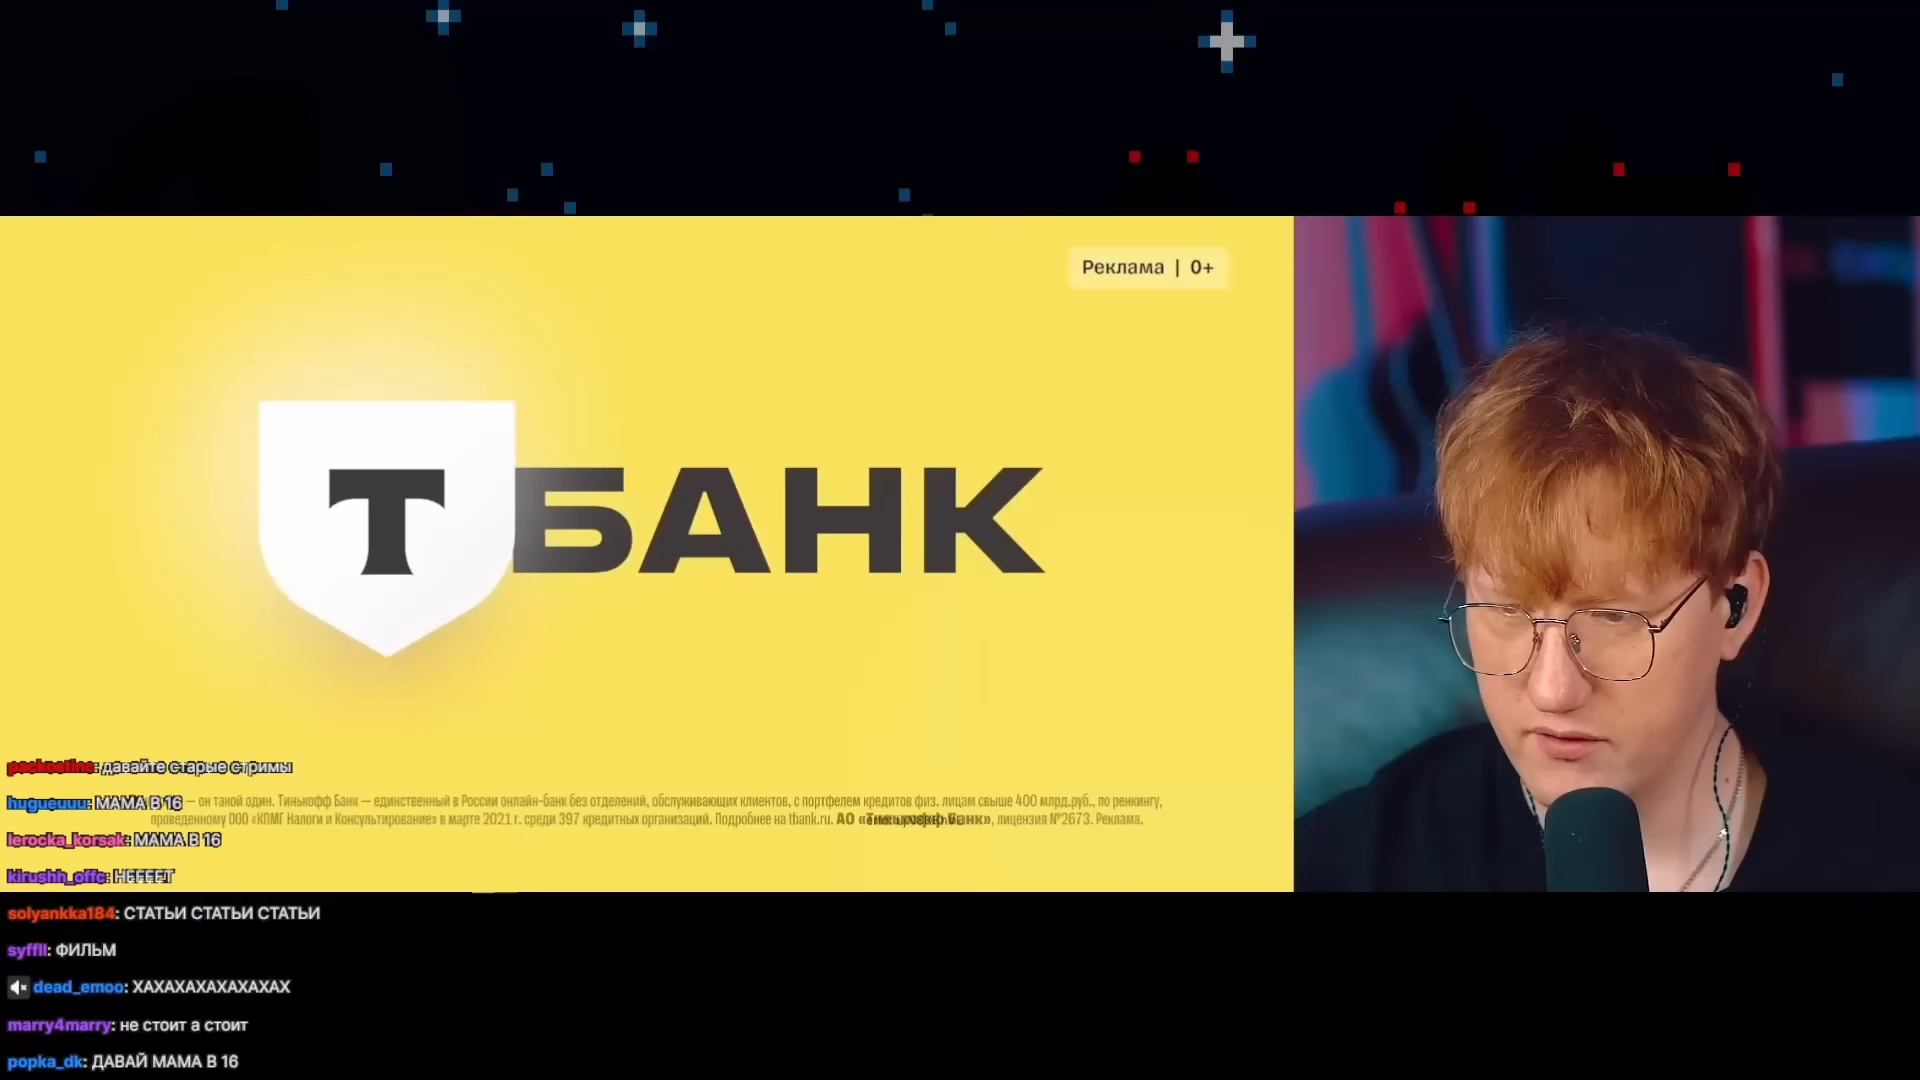 Реклама | 0+
Т БАНК
packostinc: давайте старые стримы
hugueuuu: МАМА В 16
— он такой один. Тинькофф Банк — единственный в России онлайн-банк без отделений, обслуживающих клиентов, с портфелем кредитов физ. лицам свыше 400 млрд.руб., по ренкингу,
проведенному ООО «КПМГ Налоги и Консультирование» в марте 2021 г. среди 397 кредитных организаций. Подробнее на tbank.ru. АО «Тинькофф Банк», лицензия №2673. Реклама.
lerocka_korsak: МАМА В 16
kirushh_offc: НЕЕЕЕТ
solyankka184: СТАТЬИ СТАТЬИ СТАТЬИ
syffll: ФИЛЬМ
dead_emoo: ХАХАХАХАХАХАХАХ
marry4marry: не стоит а стоит
popka_dk: ДАВАЙ МАМА В 16